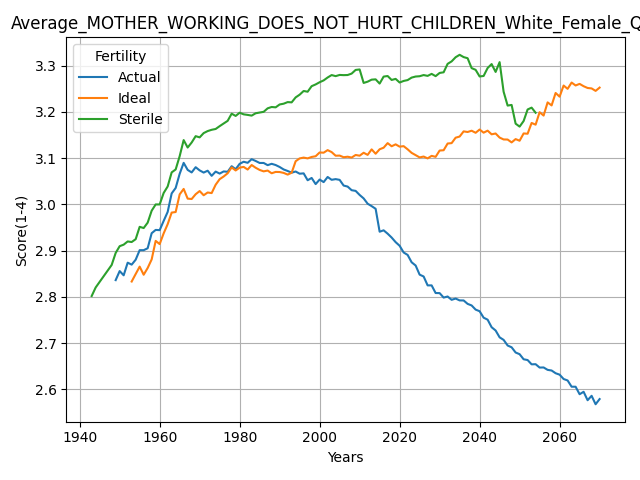 Average_MOTHER_WORKING_DOES_NOT_HURT_CHILDREN_White_Female_Q
Fertility
Actual
Ideal
Sterile
Score(1-4)
3.3
3.2
3.1
3.0
2.9
2.8
2.7
2.6
1940 1960 1980 2000 2020 2040 2060
Years